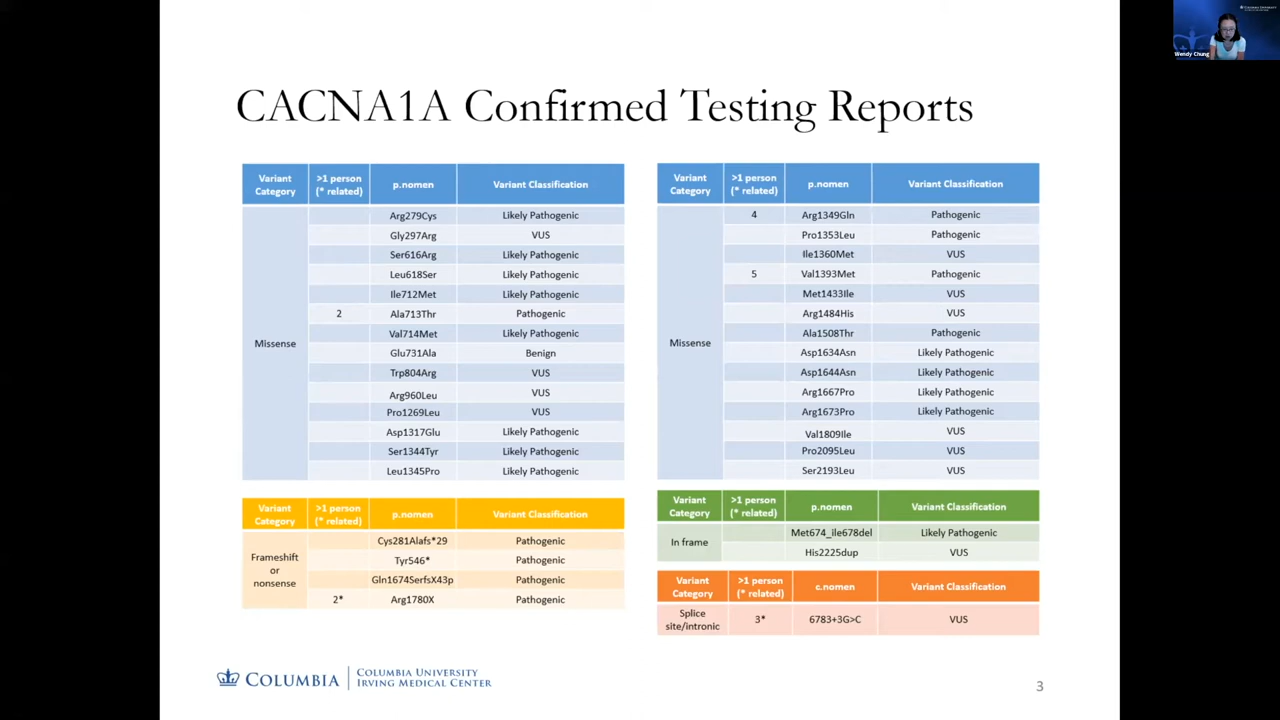 CACNA1A Confirmed Testing Reports
Variant Category >1 person (* related) p.nomen Variant Classification
Missense
Arg279Cys Likely Pathogenic
Gly297Arg VUS
Ser616Arg Likely Pathogenic
Leu618Ser Likely Pathogenic
Ile712Met Likely Pathogenic
2 Ala713Thr Pathogenic
Val714Met Likely Pathogenic
Glu731Ala Benign
Trp804Arg VUS
Arg960Leu VUS
Pro1269Leu VUS
Asp1317Glu Likely Pathogenic
Ser1344Tyr Likely Pathogenic
Leu1345Pro Likely Pathogenic
Variant Category >1 person (* related) p.nomen Variant Classification
Frameshift or nonsense
Cys281Alafs*29 Pathogenic
Tyr546* Pathogenic
Gln1674SerfsX43p Pathogenic
2* Arg1780X Pathogenic
Variant Category >1 person (* related) p.nomen Variant Classification
Missense
4 Arg1349Gln Pathogenic
Pro1353Leu Pathogenic
Ile1360Met VUS
5 Val1393Met Pathogenic
Met1433Ile VUS
Arg1484His VUS
Ala1508Thr Pathogenic
Asp1634Asn Likely Pathogenic
Asp1644Asn Likely Pathogenic
Arg1667Pro Likely Pathogenic
Arg1673Pro Likely Pathogenic
Val1809Ile VUS
Pro2095Leu VUS
Ser2193Leu VUS
Variant Category >1 person (* related) p.nomen Variant Classification
In frame
Met674_ile678del Likely Pathogenic
His2225dup VUS
Variant Category >1 person (* related) c.nomen Variant Classification
Splice site/intronic 3* 6783+3G>C VUS
COLUMBIA
COLUMBIA UNIVERSITY
IRVING MEDICAL CENTER
3
Wendy Chung